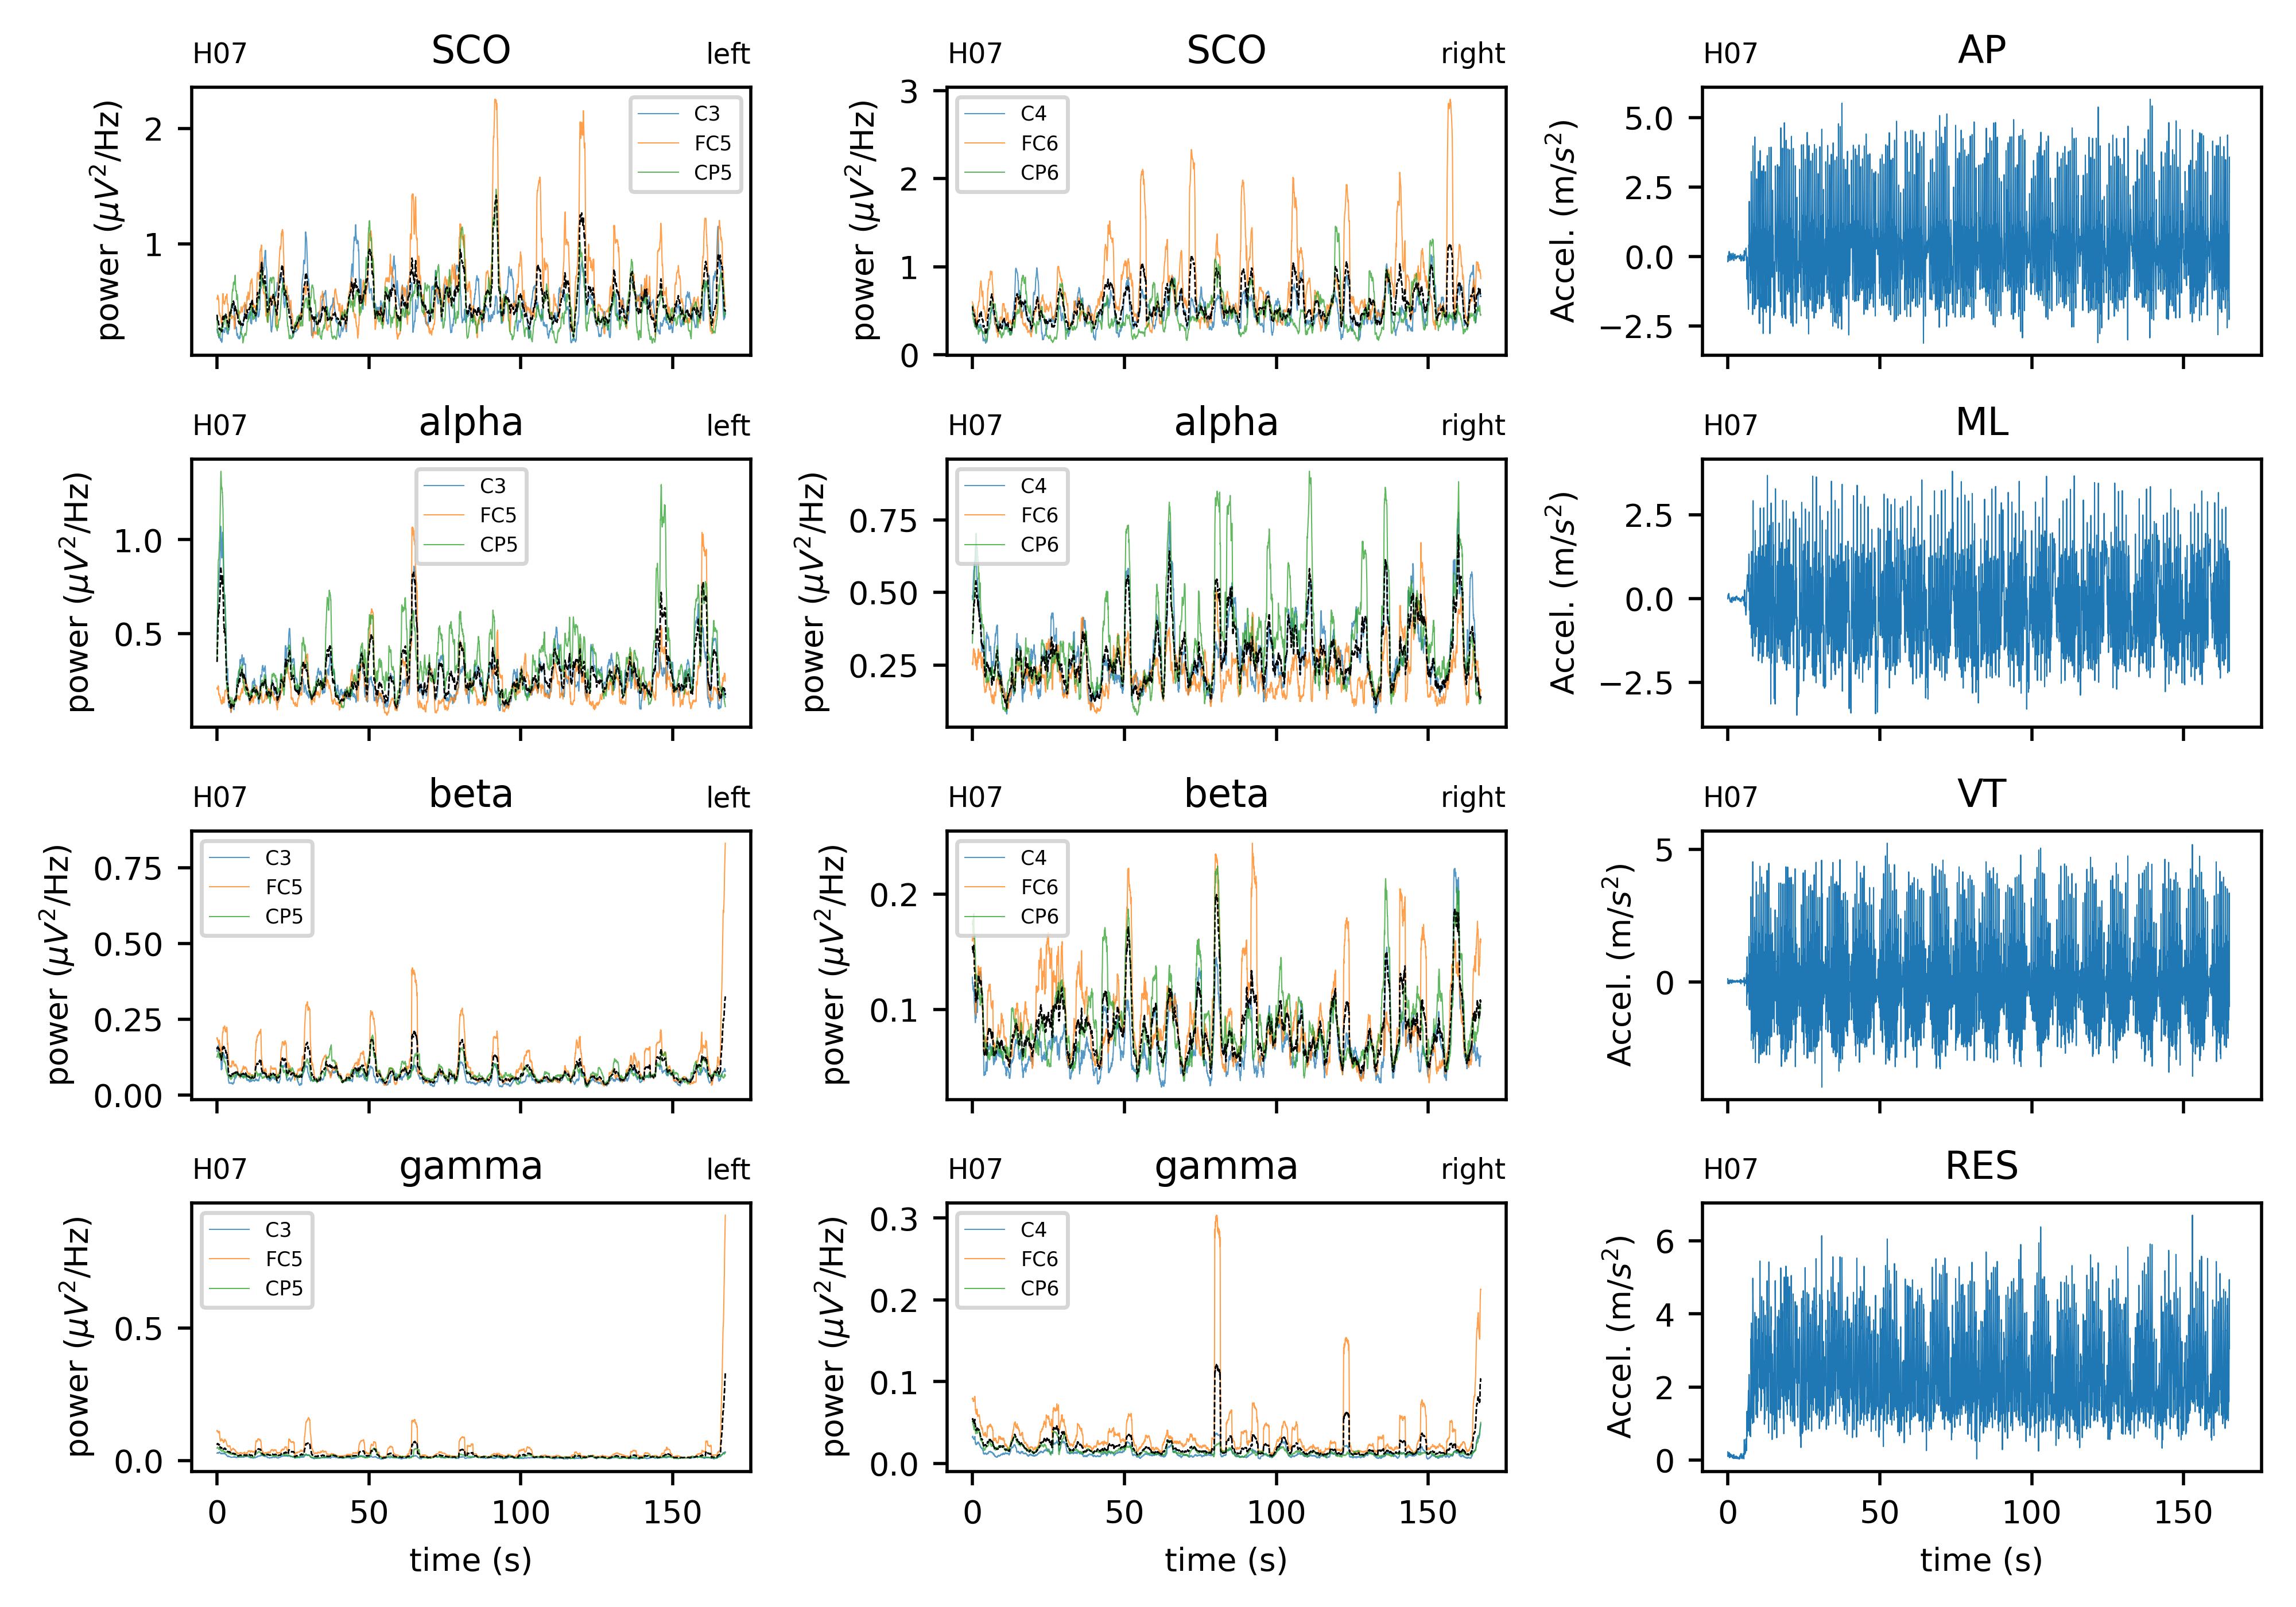 H07 SCO left
H07 SCO right
H07 AP
power (μV²/Hz)
2
1
C3
FC5
CP5
power (μV²/Hz)
3
2
1
0
C4
FC6
CP6
Accel. (m/s²)
5.0
2.5
0.0
−2.5
H07 alpha left
H07 alpha right
H07 ML
power (μV²/Hz)
1.0
0.5
C3
FC5
CP5
power (μV²/Hz)
0.75
0.50
0.25
C4
FC6
CP6
Accel. (m/s²)
2.5
0.0
−2.5
H07 beta left
H07 beta right
H07 VT
power (μV²/Hz)
0.75
0.50
0.25
0.00
C3
FC5
CP5
power (μV²/Hz)
0.2
0.1
C4
FC6
CP6
Accel. (m/s²)
5
0
H07 gamma left
H07 gamma right
H07 RES
power (μV²/Hz)
0.5
0.0
C3
FC5
CP5
0 50 100 150
time (s)
power (μV²/Hz)
0.3
0.2
0.1
0.0
C4
FC6
CP6
0 50 100 150
time (s)
Accel. (m/s²)
6
4
2
0
0 50 100 150
time (s)